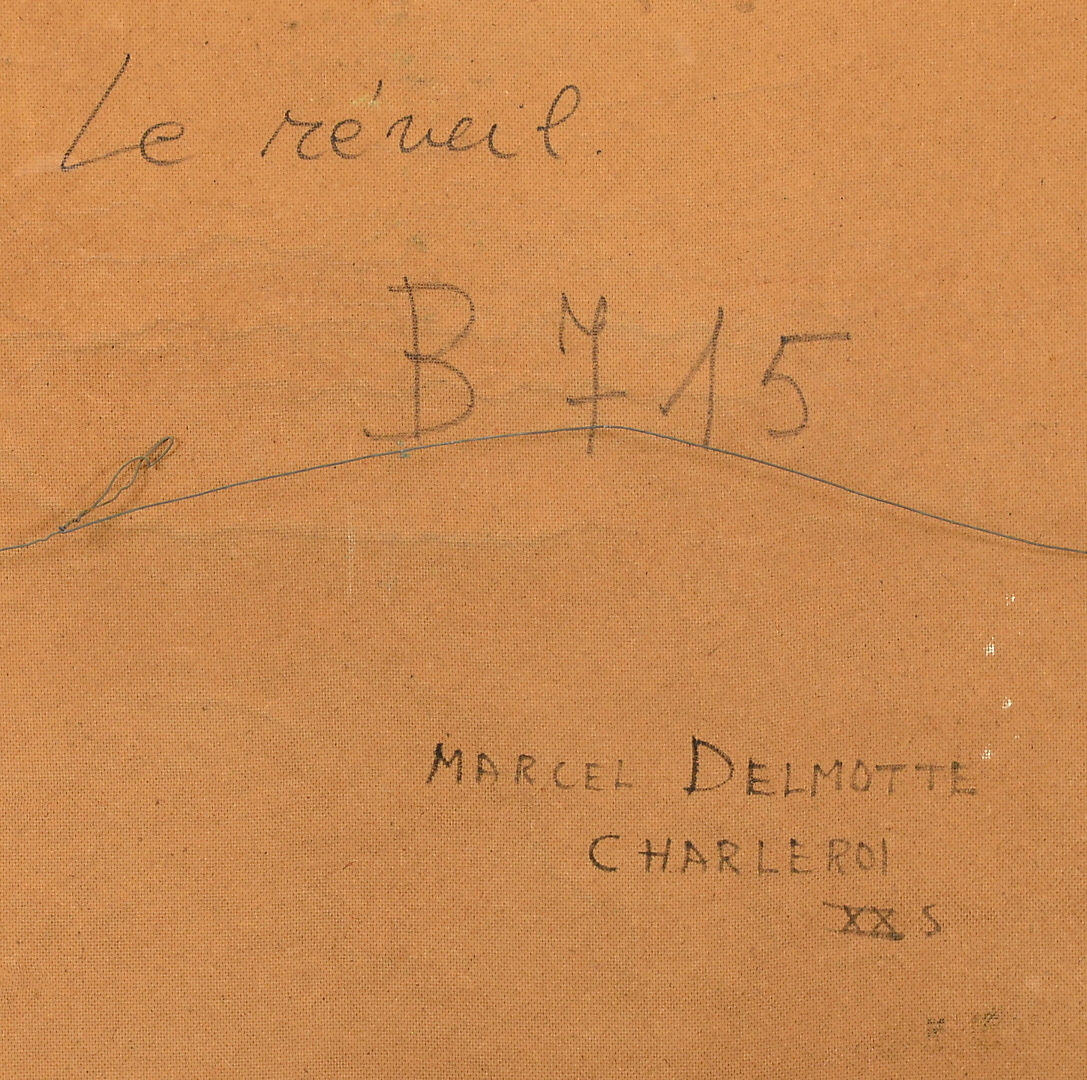 Le réveil.
B 715
MARCEL DELMOTTE
CHARLEROI
XX S